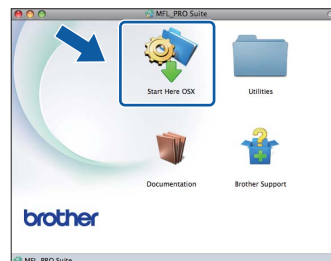 MFL_PRO Suite
Start Here OSX
Utilities
Documentation
Brother Support
brother
MFL_PRO Suite